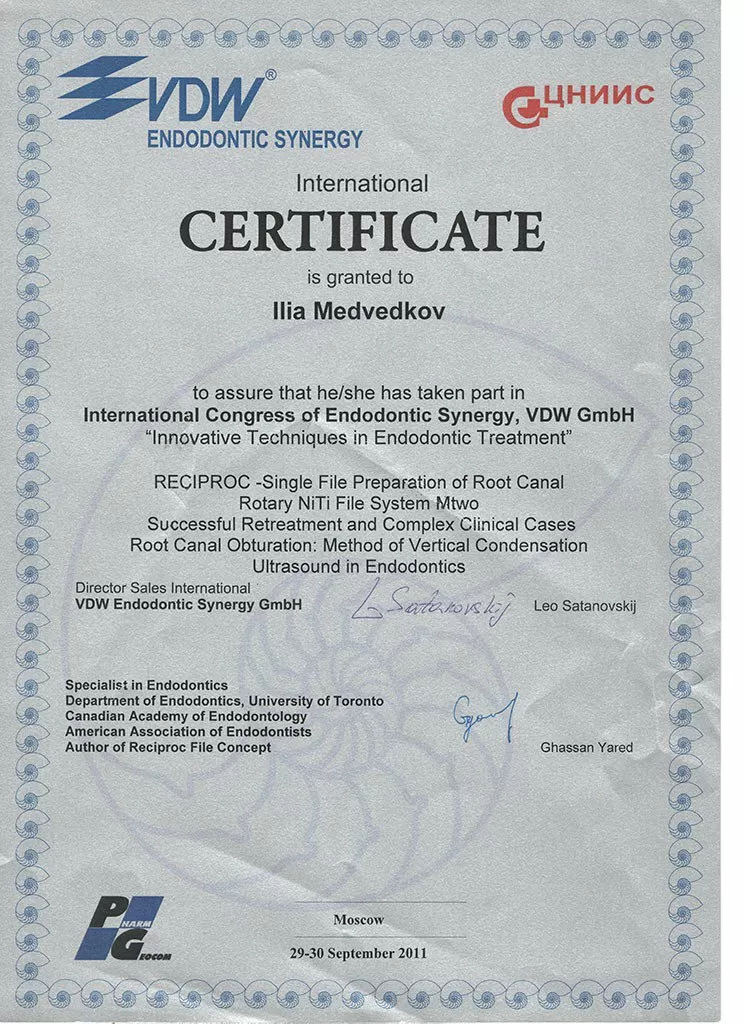 VDW®
ENDODONTIC SYNERGY
ЦНИИС
International
CERTIFICATE
is granted to
Ilia Medvedkov
to assure that he/she has taken part in
International Congress of Endodontic Synergy, VDW GmbH
“Innovative Techniques in Endodontic Treatment”
RECIPROC -Single File Preparation of Root Canal
Rotary NiTi File System Mtwo
Successful Retreatment and Complex Clinical Cases
Root Canal Obturation: Method of Vertical Condensation
Ultrasound in Endodontics
Director Sales International
VDW Endodontic Synergy GmbH
L Satanovskij
Leo Satanovskij
Specialist in Endodontics
Department of Endodontics, University of Toronto
Canadian Academy of Endodontology
American Association of Endodontists
Author of Reciproc File Concept
Ghassan Yared
PHARM
GEOCOM
Moscow
29-30 September 2011